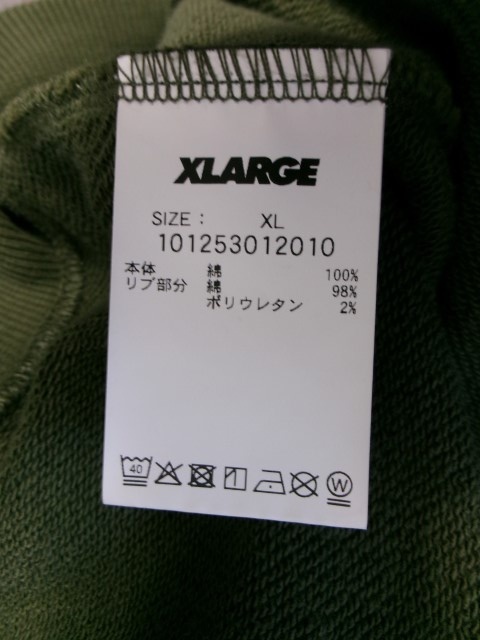 XLARGE
SIZE: XL
101253012010
本体 綿 100%
リブ部分 綿 98%
ポリウレタン 2%
40
W